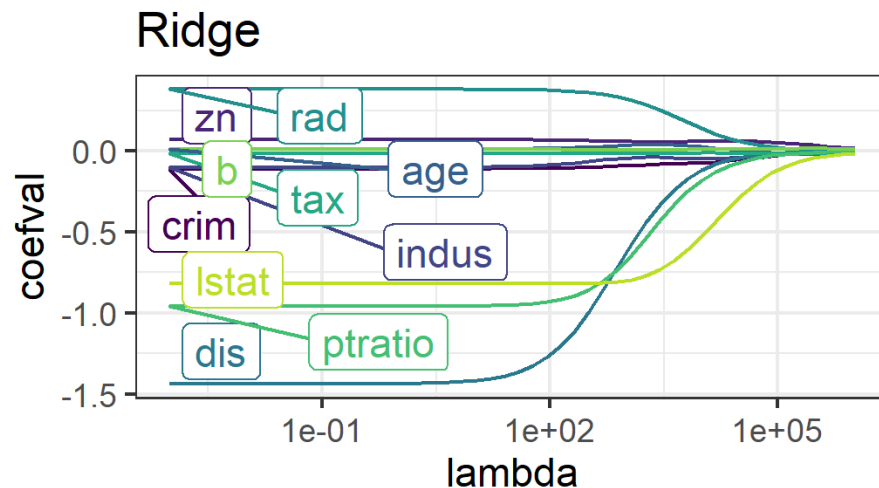 Ridge
coefval
0.0
-0.5
-1.0
-1.5
zn
rad
b
age
tax
crim
indus
lstat
ptratio
dis
1e-01
1e+02
1e+05
lambda